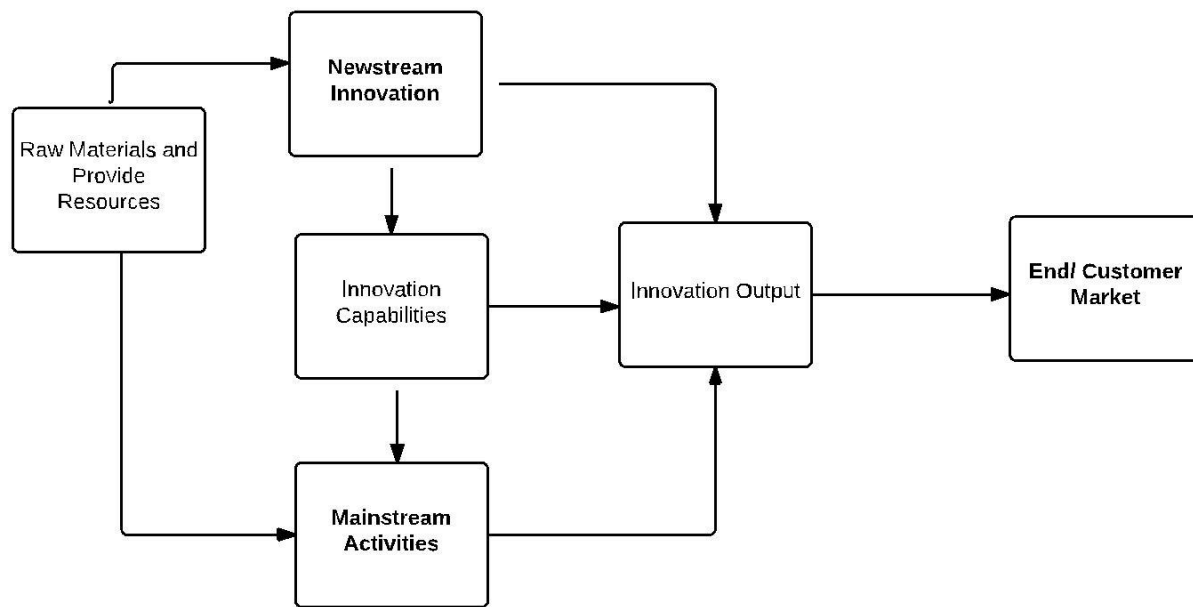 Newstream
Innovation
Raw Materials and
Provide
Resources
Innovation
Capabilities
Innovation Output
End/ Customer
Market
Mainstream
Activities